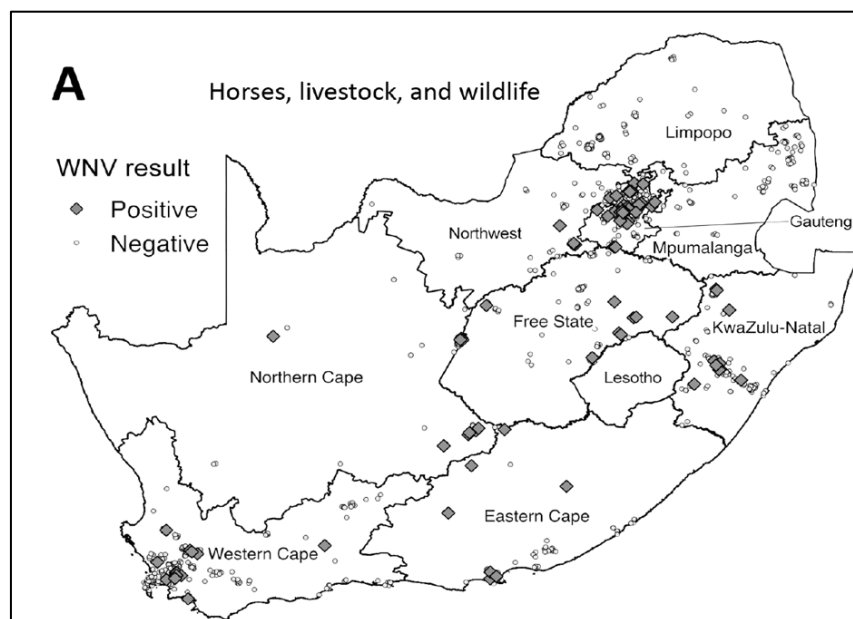 A
Horses, livestock, and wildlife
WNV result
Positive
Negative
Limpopo
Gauteng
Northwest
Mpumalanga
Free State
KwaZulu-Natal
Northern Cape
Lesotho
Eastern Cape
Western Cape